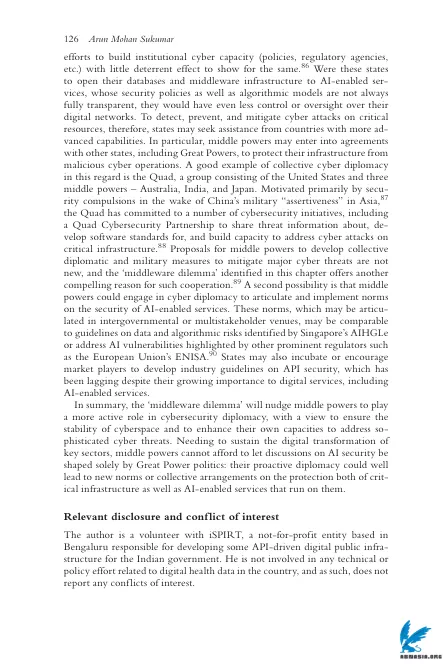 126 Arun Mohan Sukumar
efforts to build institutional cyber capacity (policies, regulatory agencies,
etc.) with little deterrent effect to show for the same.86 Were these states
to open their databases and middleware infrastructure to AI-enabled ser-
vices, whose security policies as well as algorithmic models are not always
fully transparent, they would have even less control or oversight over their
digital networks. To detect, prevent, and mitigate cyber attacks on critical
resources, therefore, states may seek assistance from countries with more ad-
vanced capabilities. In particular, middle powers may enter into agreements
with other states, including Great Powers, to protect their infrastructure from
malicious cyber operations. A good example of collective cyber diplomacy
in this regard is the Quad, a group consisting of the United States and three
middle powers – Australia, India, and Japan. Motivated primarily by secu-
rity compulsions in the wake of China's military “assertiveness” in Asia,87
the Quad has committed to a number of cybersecurity initiatives, including
a Quad Cybersecurity Partnership to share threat information about, de-
velop software standards for, and build capacity to address cyber attacks on
critical infrastructure.88 Proposals for middle powers to develop collective
diplomatic and military measures to mitigate major cyber threats are not
new, and the ‘middleware dilemma’ identified in this chapter offers another
compelling reason for such cooperation.89 A second possibility is that middle
powers could engage in cyber diplomacy to articulate and implement norms
on the security of AI-enabled services. These norms, which may be articu-
lated in intergovernmental or multistakeholder venues, may be comparable
to guidelines on data and algorithmic risks identified by Singapore's AIHGLe
or address AI vulnerabilities highlighted by other prominent regulators such
as the European Union's ENISA.90 States may also incubate or encourage
market players to develop industry guidelines on API security, which has
been lagging despite their growing importance to digital services, including
AI-enabled services.
In summary, the ‘middleware dilemma’ will nudge middle powers to play
a more active role in cybersecurity diplomacy, with a view to ensure the
stability of cyberspace and to enhance their own capacities to address so-
phisticated cyber threats. Needing to sustain the digital transformation of
key sectors, middle powers cannot afford to let discussions on AI security be
shaped solely by Great Power politics: their proactive diplomacy could well
lead to new norms or collective arrangements on the protection both of crit-
ical infrastructure as well as AI-enabled services that run on them.
Relevant disclosure and conflict of interest
The author is a volunteer with iSPIRT, a not-for-profit entity based in
Bengaluru responsible for developing some API-driven digital public infra-
structure for the Indian government. He is not involved in any technical or
policy effort related to digital health data in the country, and as such, does not
report any conflicts of interest.